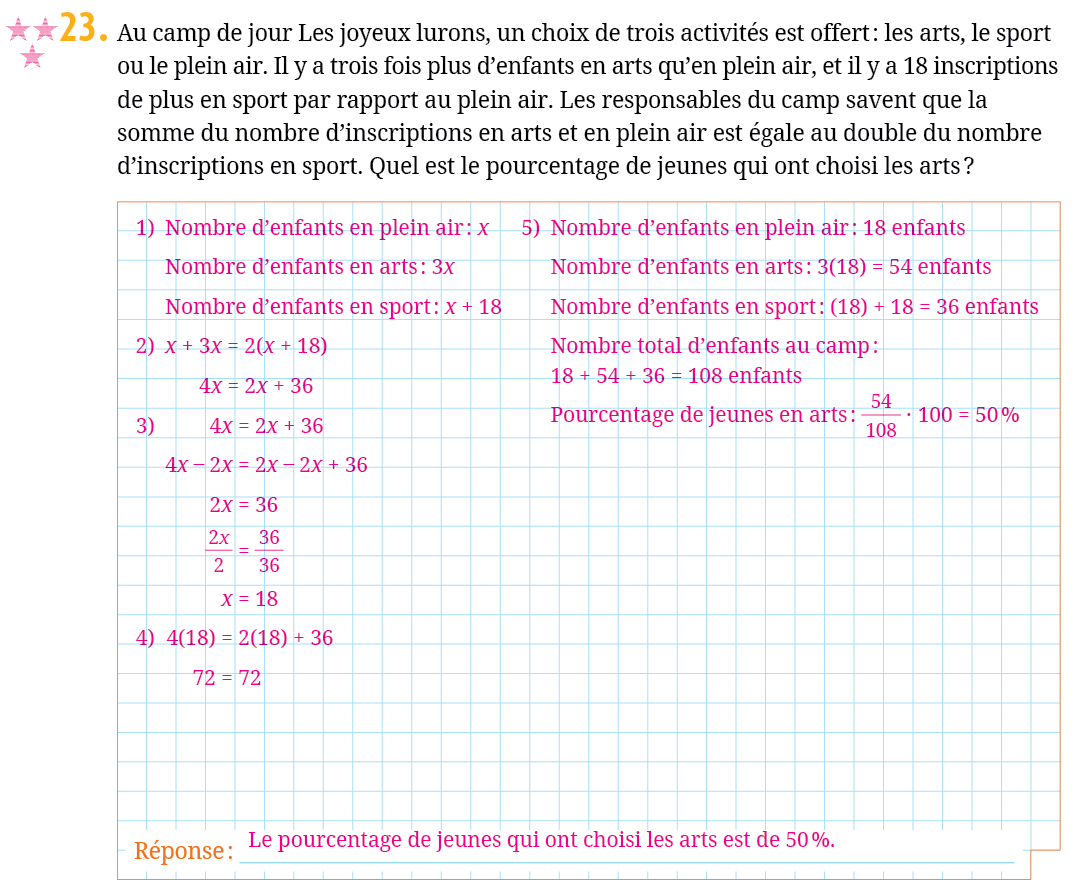 23. Au camp de jour Les joyeux lurons, un choix de trois activités est offert : les arts, le sport
ou le plein air. Il y a trois fois plus d’enfants en arts qu’en plein air, et il y a 18 inscriptions
de plus en sport par rapport au plein air. Les responsables du camp savent que la
somme du nombre d’inscriptions en arts et en plein air est égale au double du nombre
d’inscriptions en sport. Quel est le pourcentage de jeunes qui ont choisi les arts ?
1) Nombre d’enfants en plein air : x
Nombre d’enfants en arts : 3x
Nombre d’enfants en sport : x + 18
2) x + 3x = 2(x + 18)
4x = 2x + 36
3) 4x = 2x + 36
4x – 2x = 2x – 2x + 36
2x = 36
2x/2 = 36/36
x = 18
4) 4(18) = 2(18) + 36
72 = 72
5) Nombre d’enfants en plein air : 18 enfants
Nombre d’enfants en arts : 3(18) = 54 enfants
Nombre d’enfants en sport : (18) + 18 = 36 enfants
Nombre total d’enfants au camp :
18 + 54 + 36 = 108 enfants
Pourcentage de jeunes en arts : 54/108 · 100 = 50 %
Réponse : Le pourcentage de jeunes qui ont choisi les arts est de 50 %.